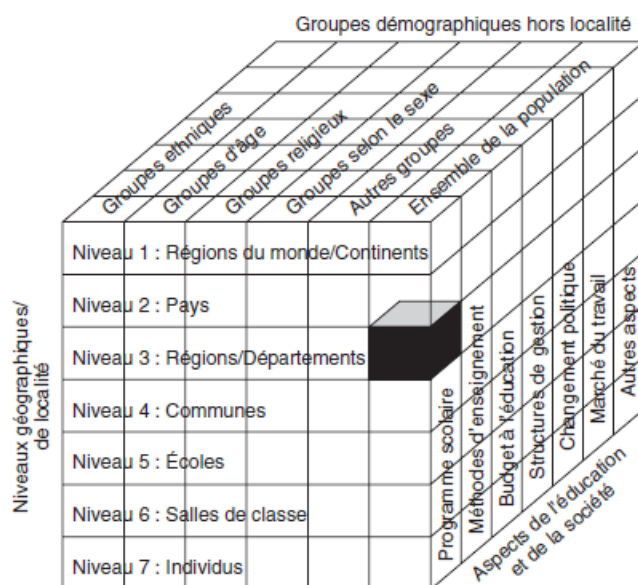 Groupes démographiques hors localité
Groupes ethniques
Groupes d'âge
Groupes religieux
Groupes selon le sexe
Autres groupes
Ensemble de la population
Niveaux géographiques/
de localité
Niveau 1 : Régions du monde/Continents
Niveau 2 : Pays
Niveau 3 : Régions/Départements
Niveau 4 : Communes
Niveau 5 : Écoles
Niveau 6 : Salles de classe
Niveau 7 : Individus
Programme scolaire
Méthodes d'enseignement
Budget à l'éducation
Structures de gestion
Changement politique
Marché du travail
Autres aspects
Aspects de l'éducation
et de la société